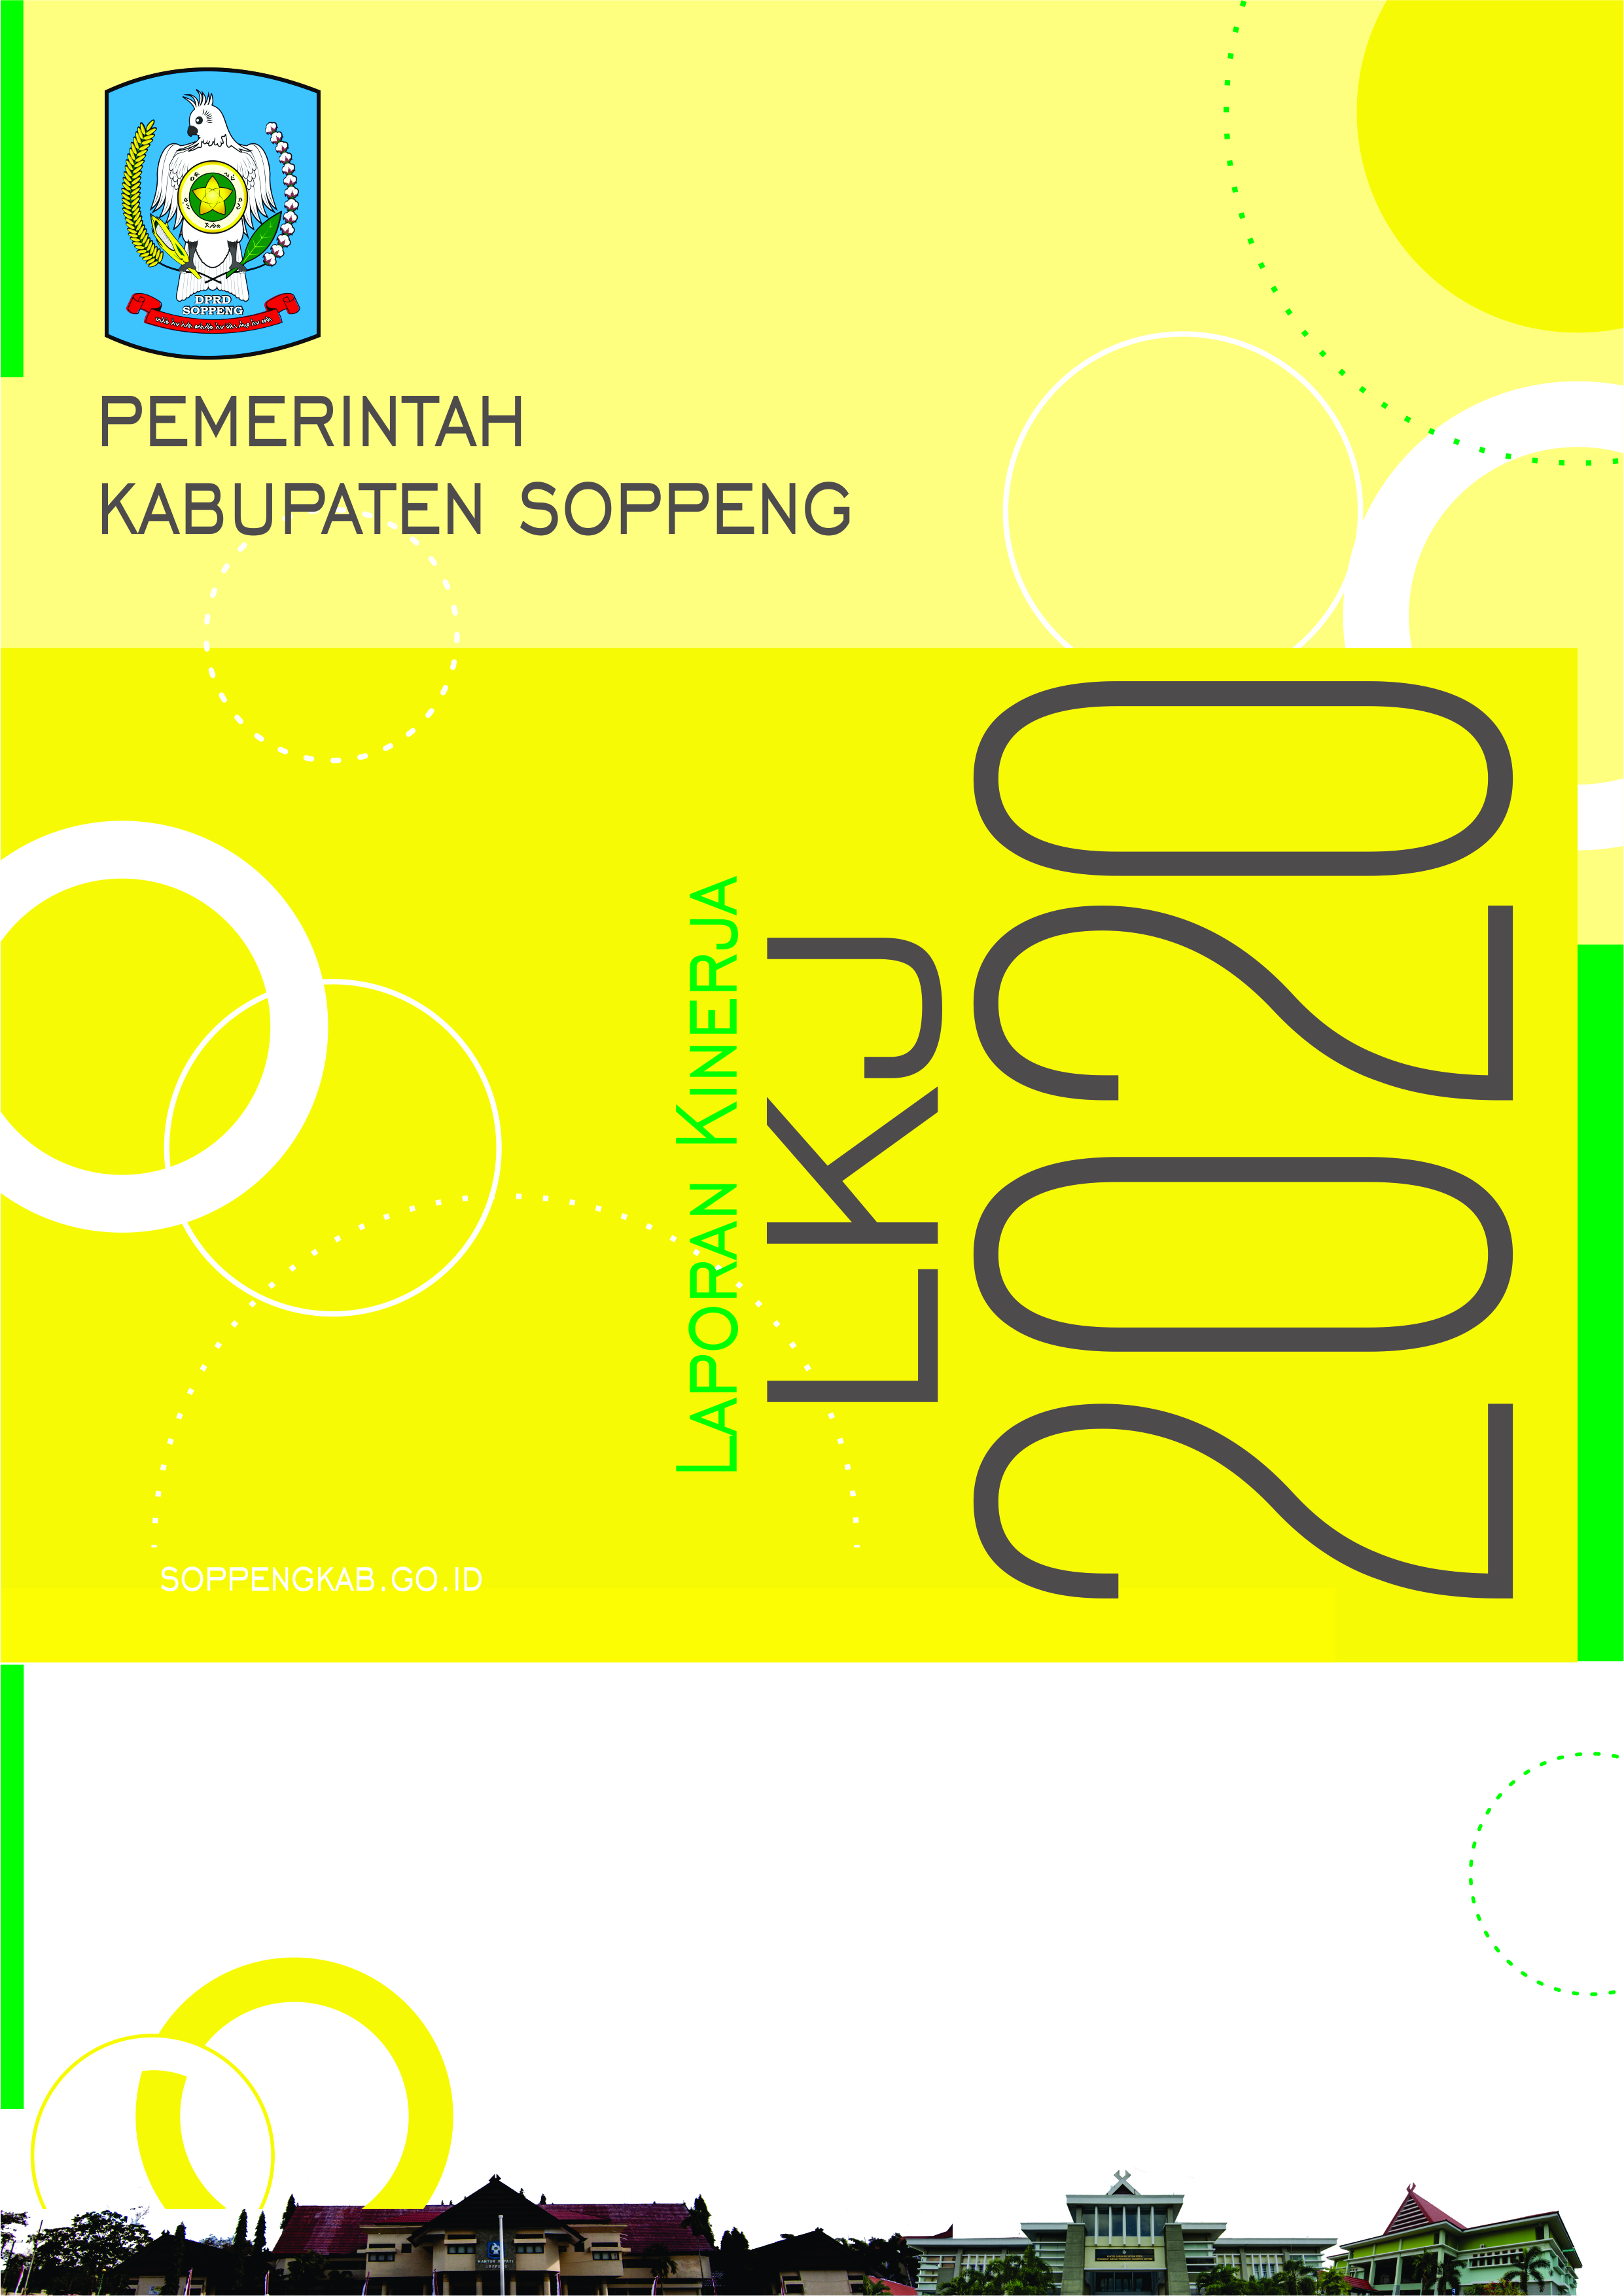 DPRD
SOPPENG
PEMERINTAH
KABUPATEN SOPPENG
LAPORAN KINERJA
LKJ
2020
SOPPENGKAB.GO.ID